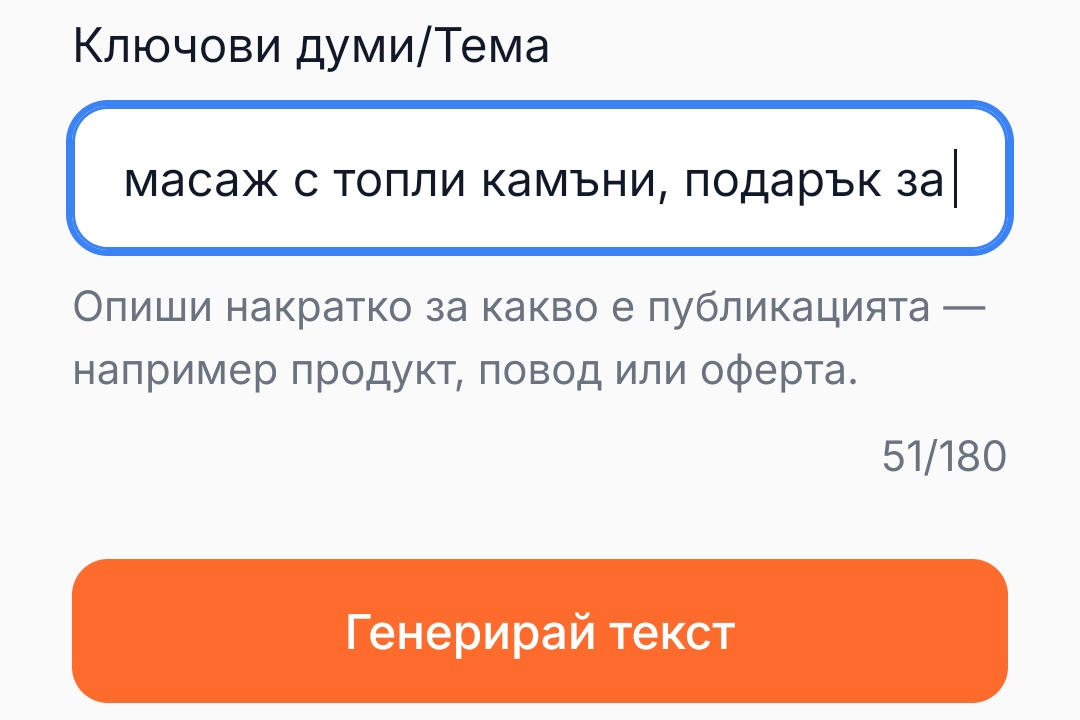 Ключови думи/Тема
масаж с топли камъни, подарък за
Опиши накратко за какво е публикацията —
например продукт, повод или оферта.
51/180
Генерирай текст